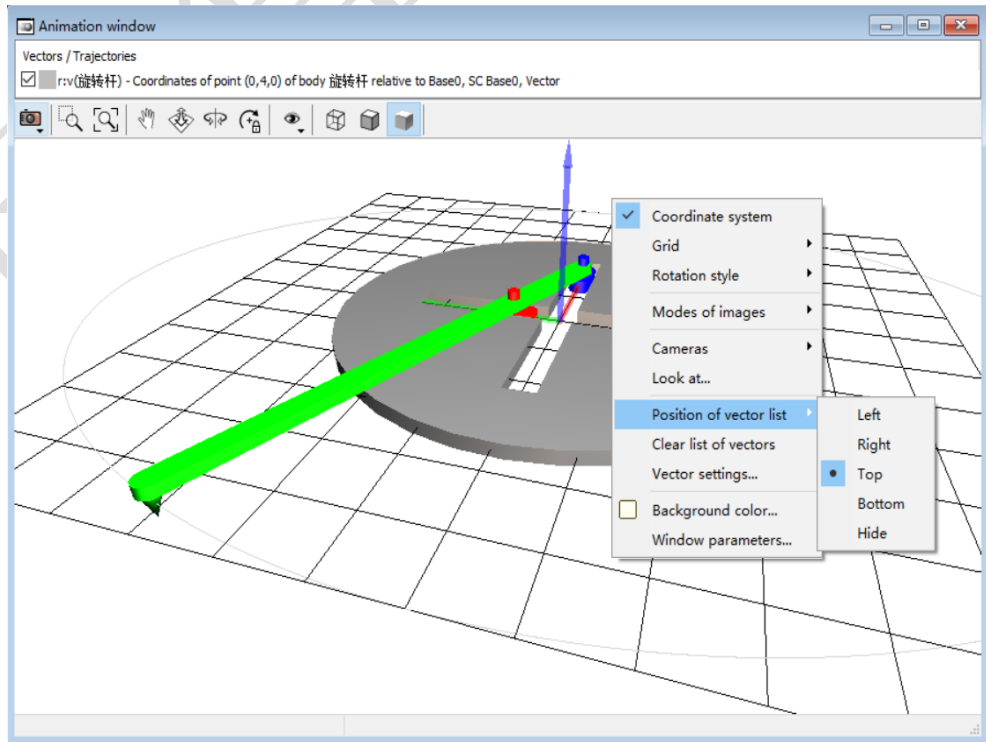 Animation window
Vectors / Trajectories
r:v(旋转杆) - Coordinates of point (0,4,0) of body 旋转杆 relative to Base0, SC Base0, Vector
Coordinate system
Grid
Rotation style
Modes of images
Cameras
Look at...
Position of vector list
Clear list of vectors
Vector settings...
Background color...
Window parameters...
Left
Right
Top
Bottom
Hide